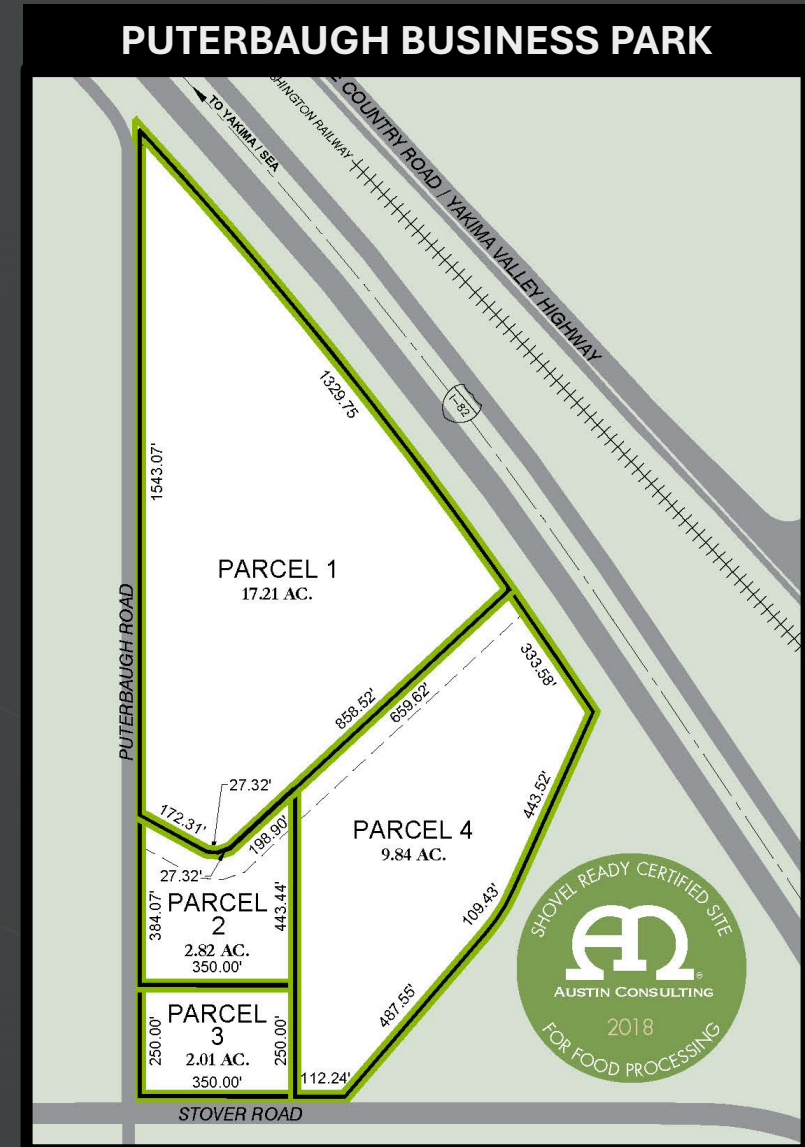 PUTERBAUGH BUSINESS PARK
TO YAKIMA / SEA
RAILWAY
COUNTRY ROAD / YAKIMA VALLEY HIGHWAY
I-82
1329.75
1543.07'
PARCEL 1
17.21 AC.
PUTERBAUGH ROAD
333.58'
858.52'
659.62'
27.32'
172.31'
198.90'
27.32'
443.52'
PARCEL 4
9.84 AC.
109.43'
384.07'
PARCEL
2
2.82 AC.
350.00'
443.44'
487.55'
250.00'
PARCEL
3
2.01 AC.
350.00'
250.00'
112.24'
STOVER ROAD
SHOVEL READY CERTIFIED SITE
®
AUSTIN CONSULTING
2018
FOR FOOD PROCESSING